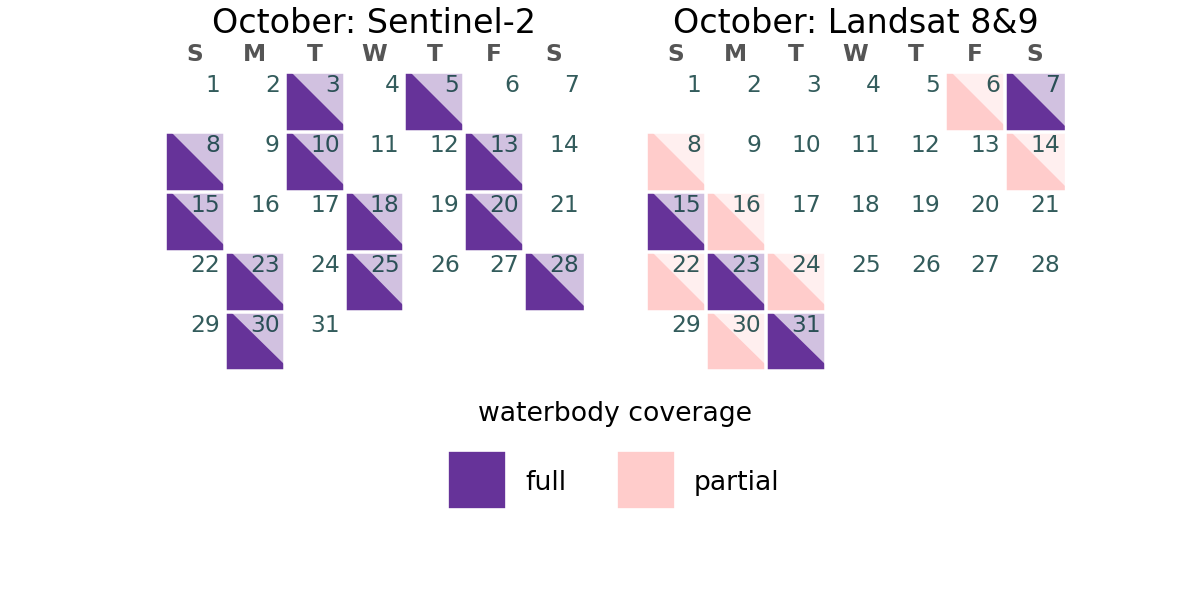 October: Sentinel-2
S M T W T F S
1 2 3 4 5 6 7
8 9 10 11 12 13 14
15 16 17 18 19 20 21
22 23 24 25 26 27 28
29 30 31
October: Landsat 8&9
S M T W T F S
1 2 3 4 5 6 7
8 9 10 11 12 13 14
15 16 17 18 19 20 21
22 23 24 25 26 27 28
29 30 31
waterbody coverage
full partial